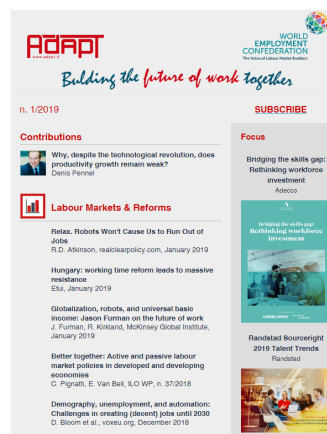 ADAPT
www.adapt.it
WORLD
EMPLOYMENT
CONFEDERATION
The Voice of Labour Market Enablers
Bulding the future of work together
n. 1/2019
SUBSCRIBE
Contributions
Why, despite the technological revolution, does
productivity growth remain weak?
Denis Pennel
Labour Markets & Reforms
Relax. Robots Won't Cause Us to Run Out of
Jobs
R.D. Atkinson, realclearpolicy.com, January 2019
Hungary: working time reform leads to massive
resistance
Etui, January 2019
Globalization, robots, and universal basic
income: Jason Furman on the future of work
J. Furman, R. Kirkland, McKinsey Global Institute,
January 2019
Better together: Active and passive labour
market policies in developed and developing
economies
C. Pignatti, E. Van Bell, ILO WP, n. 37/2018
Demography, unemployment, and automation:
Challenges in creating (decent) jobs until 2030
D. Bloom et al., voxeu.org, December 2018
Focus
Bridging the skills gap:
Rethinking workforce
investment
Adecco
Bridging the skills gap:
Rethinking workforce
investment
Randstad Sourceright
2019 Talent Trends
Randstad